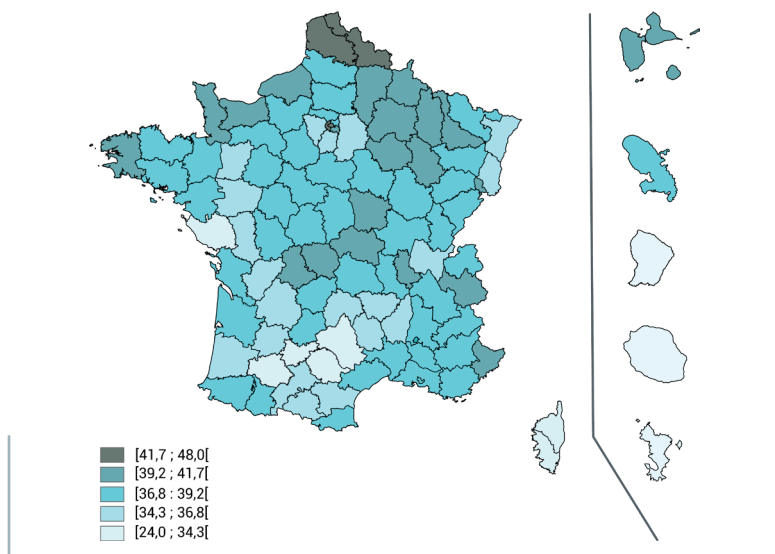 [41,7 ; 48,0[
[39,2 ; 41,7[
[36,8 : 39,2[
[34,3 ; 36,8[
[24,0 ; 34,3[